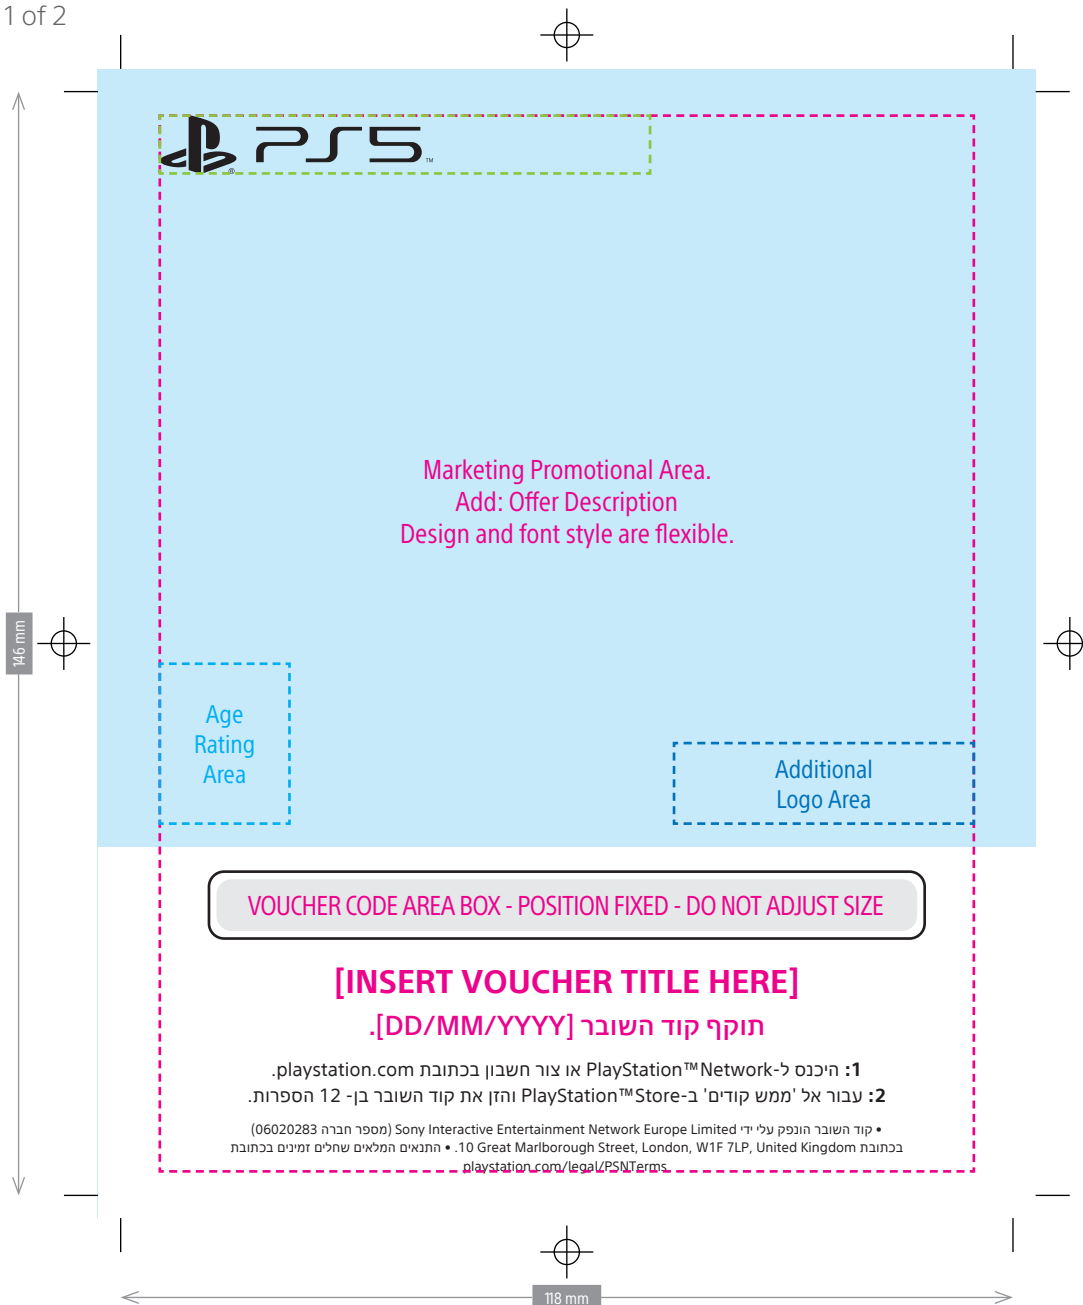 1 of 2
PS5™
Marketing Promotional Area.
Add: Offer Description
Design and font style are flexible.
146 mm
Age
Rating
Area
Additional
Logo Area
VOUCHER CODE AREA BOX - POSITION FIXED - DO NOT ADJUST SIZE
[INSERT VOUCHER TITLE HERE]
תוקף קוד השובר [DD/MM/YYYY].
1: היכנס ל-PlayStation™Network או צור חשבון בכתובת playstation.com.
2: עבור אל 'ממש קודים' ב-PlayStation™Store והזן את קוד השובר בן- 12 הספרות.
• קוד השובר הונפק עלי ידי Sony Interactive Entertainment Network Europe Limited (מספר חברה 06020283)
בכתובת 10 Great Marlborough Street, London, W1F 7LP, United Kingdom. • התנאים המלאים שחלים זמינים בכתובת
playstation.com/legal/PSNTerms
118 mm